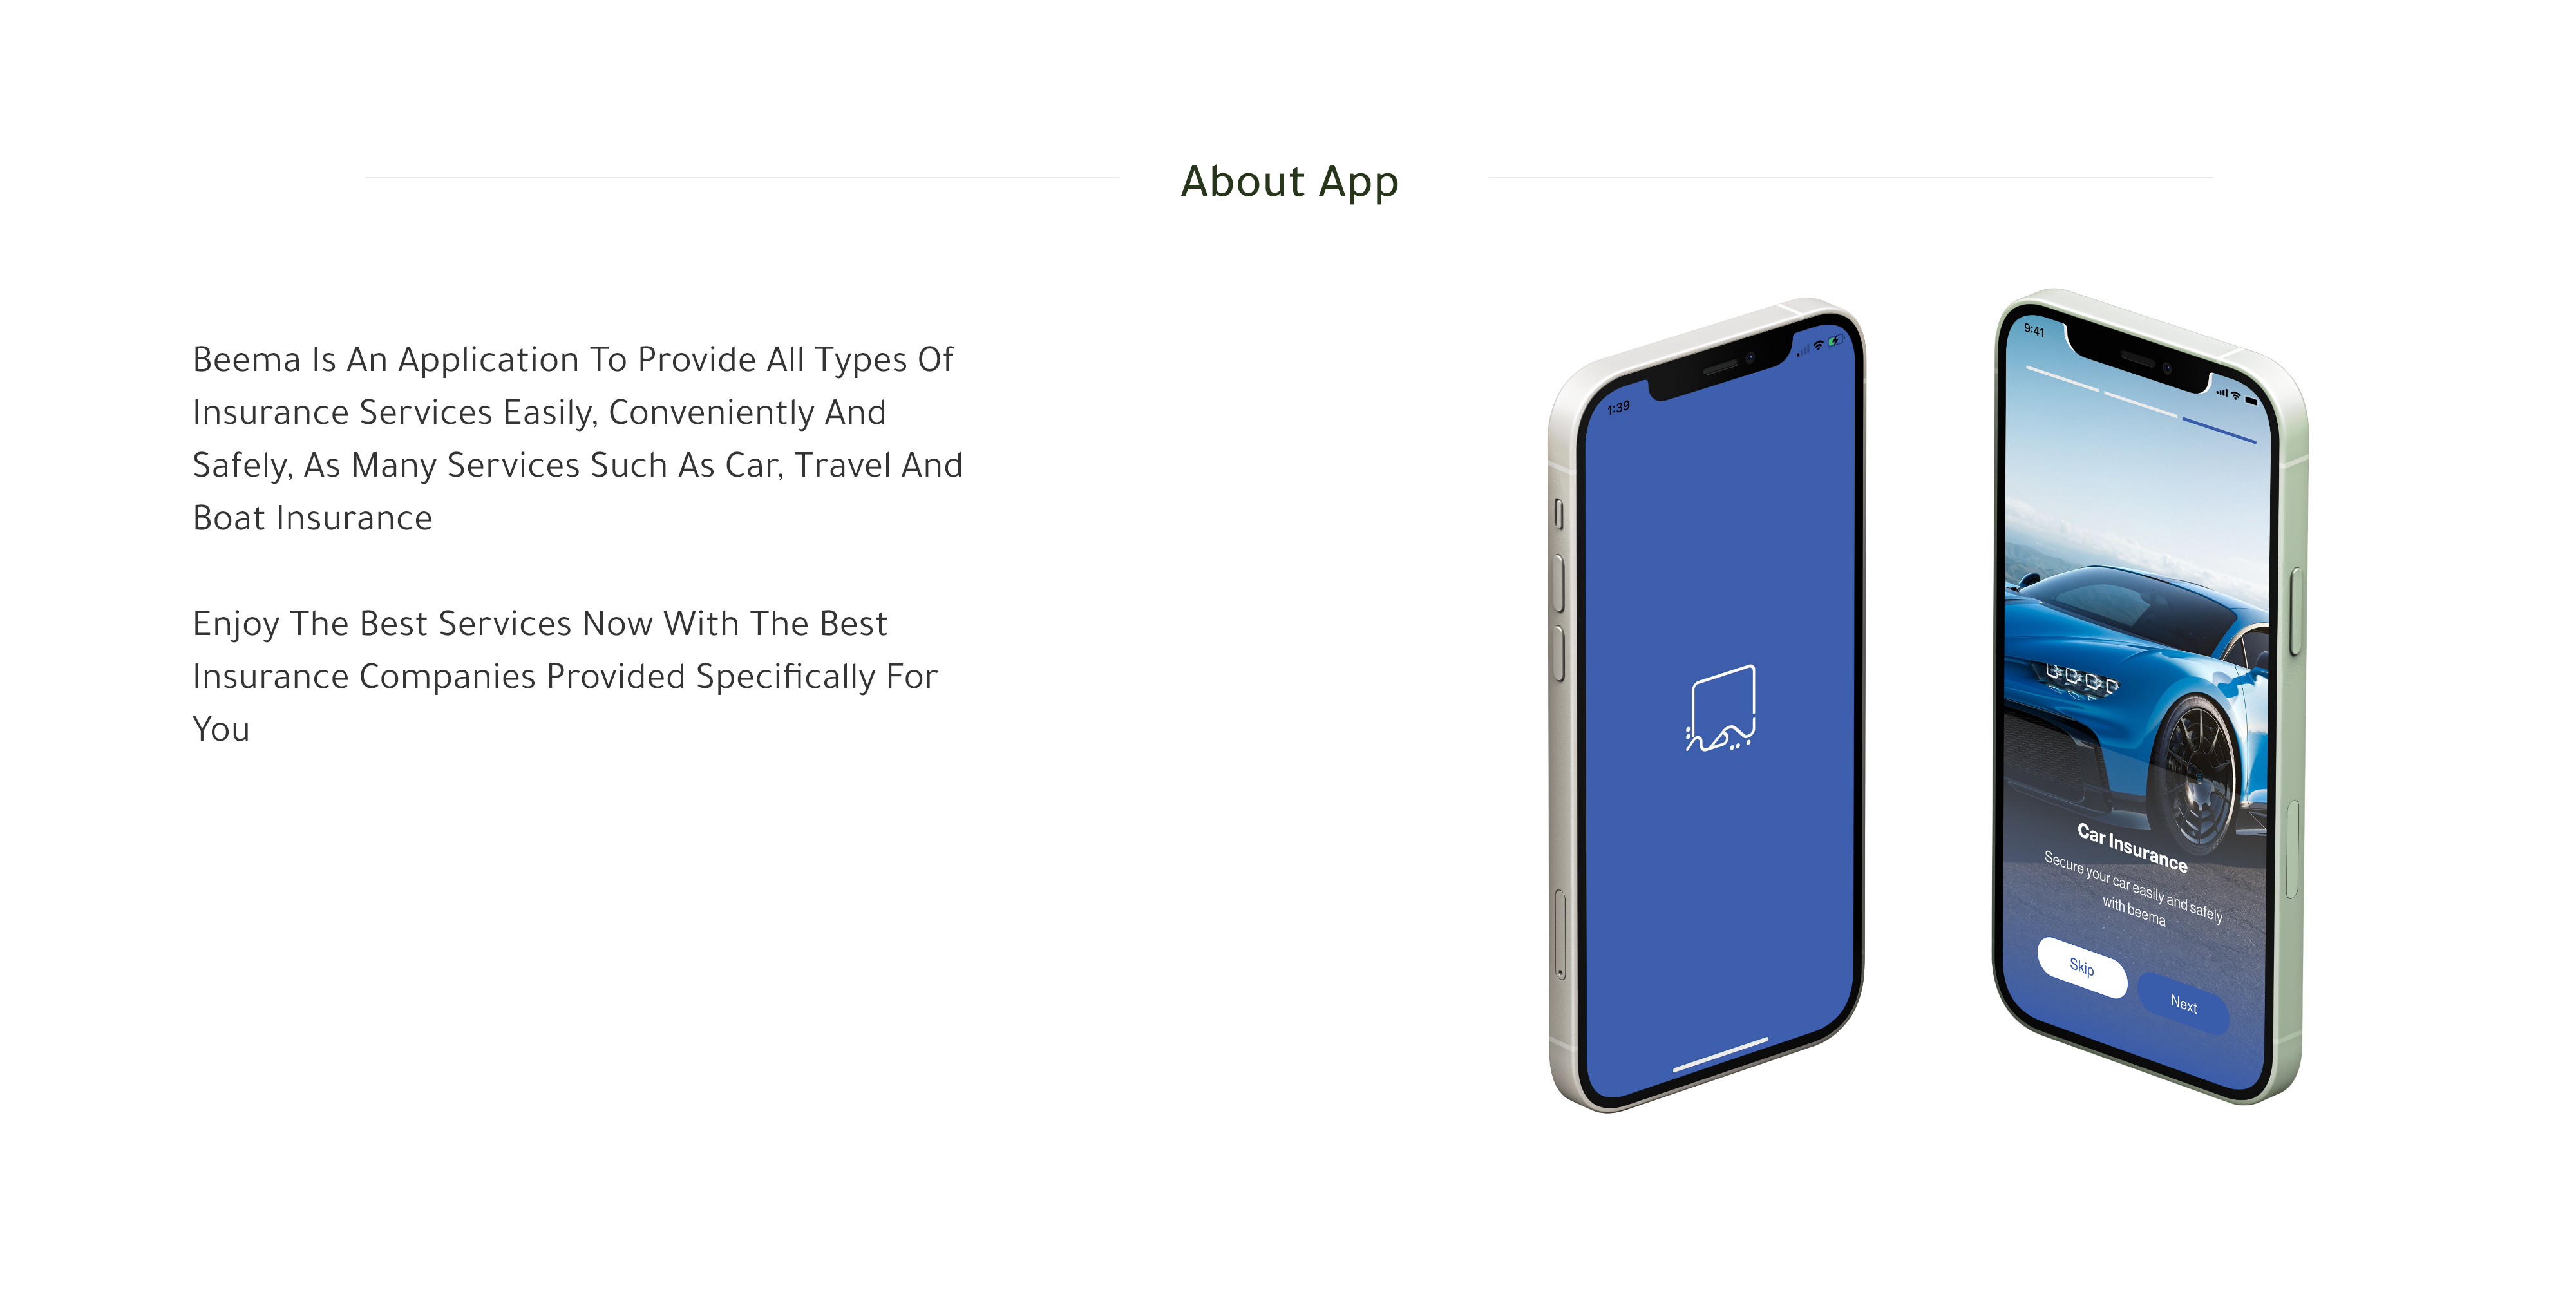 About App
Beema Is An Application To Provide All Types Of
Insurance Services Easily, Conveniently And
Safely, As Many Services Such As Car, Travel And
Boat Insurance
Enjoy The Best Services Now With The Best
Insurance Companies Provided Specifically For
You
1:39
بيمة
9:41
Car Insurance
Secure your car easily and safely
with beema
Skip
Next